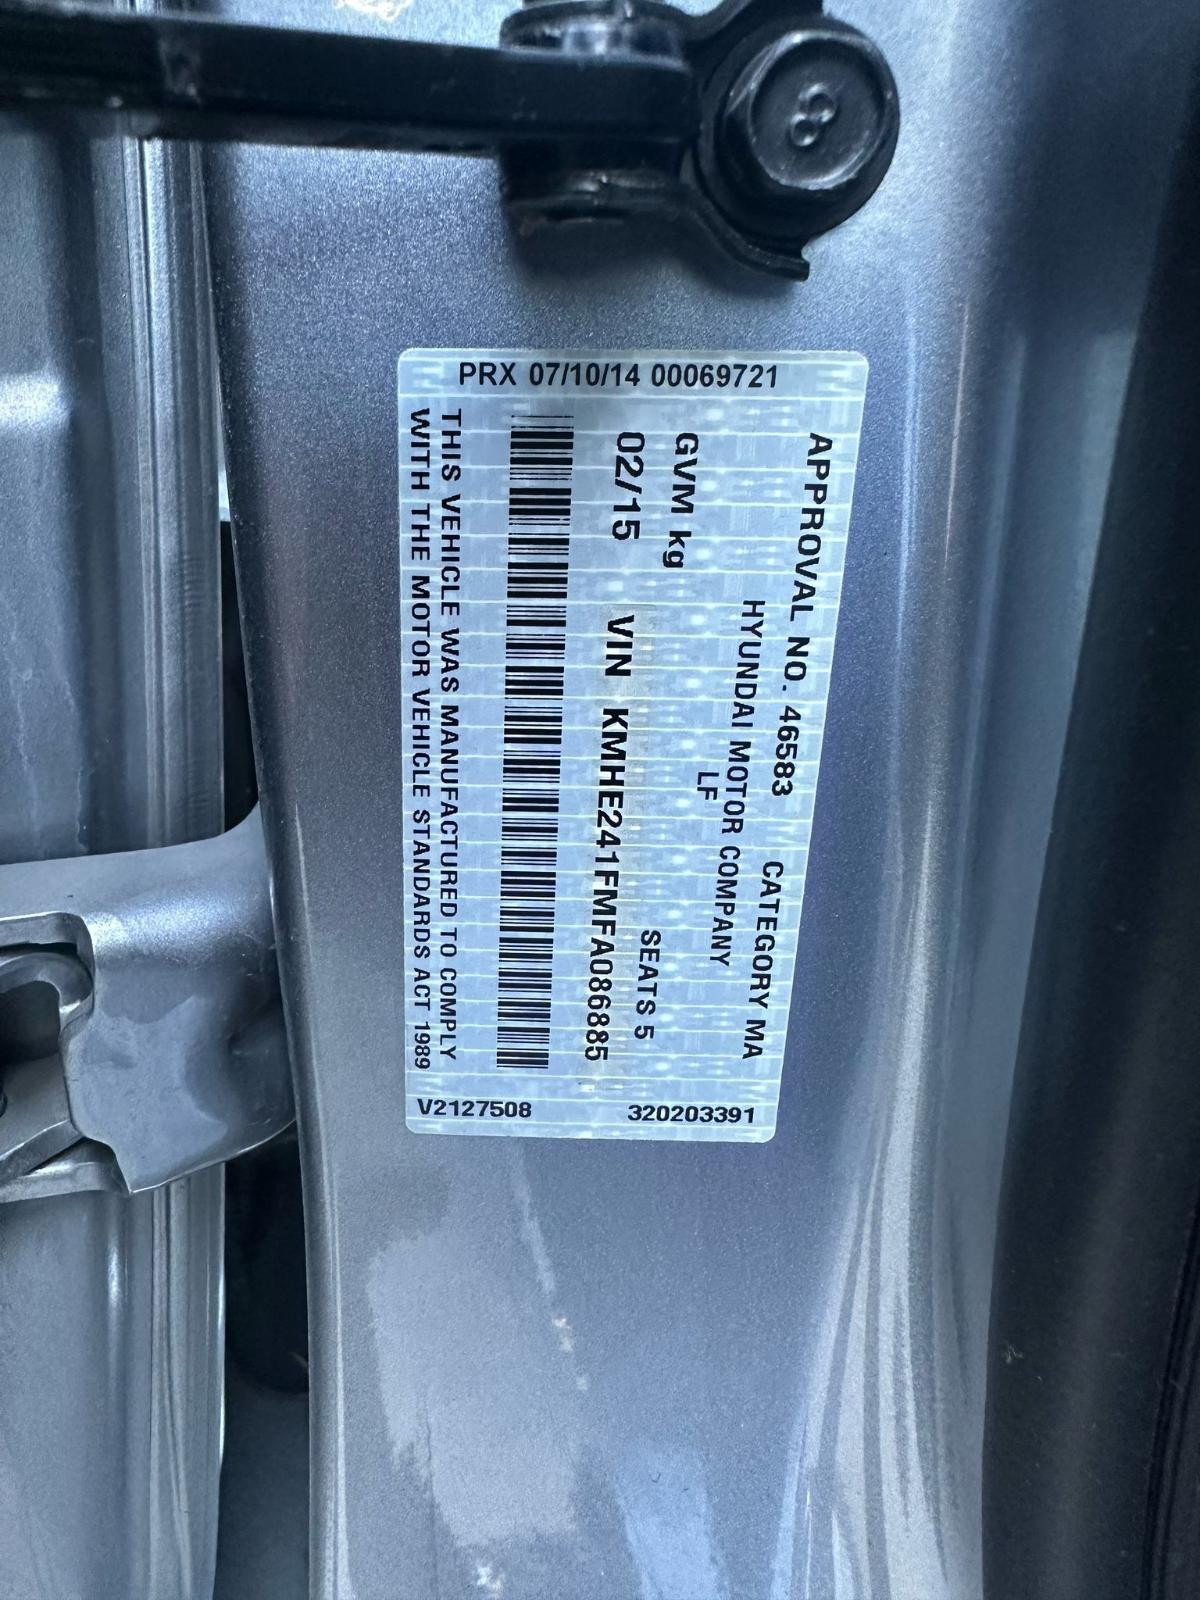 8
PRX 07/10/14 00069721
APPROVAL NO. 46583 CATEGORY MA
HYUNDAI MOTOR COMPANY
LF
GVM kg SEATS 5
02/15 VIN KMHE241FMFA086885
THIS VEHICLE WAS MANUFACTURED TO COMPLY
WITH THE MOTOR VEHICLE STANDARDS ACT 1989
V2127508 320203391